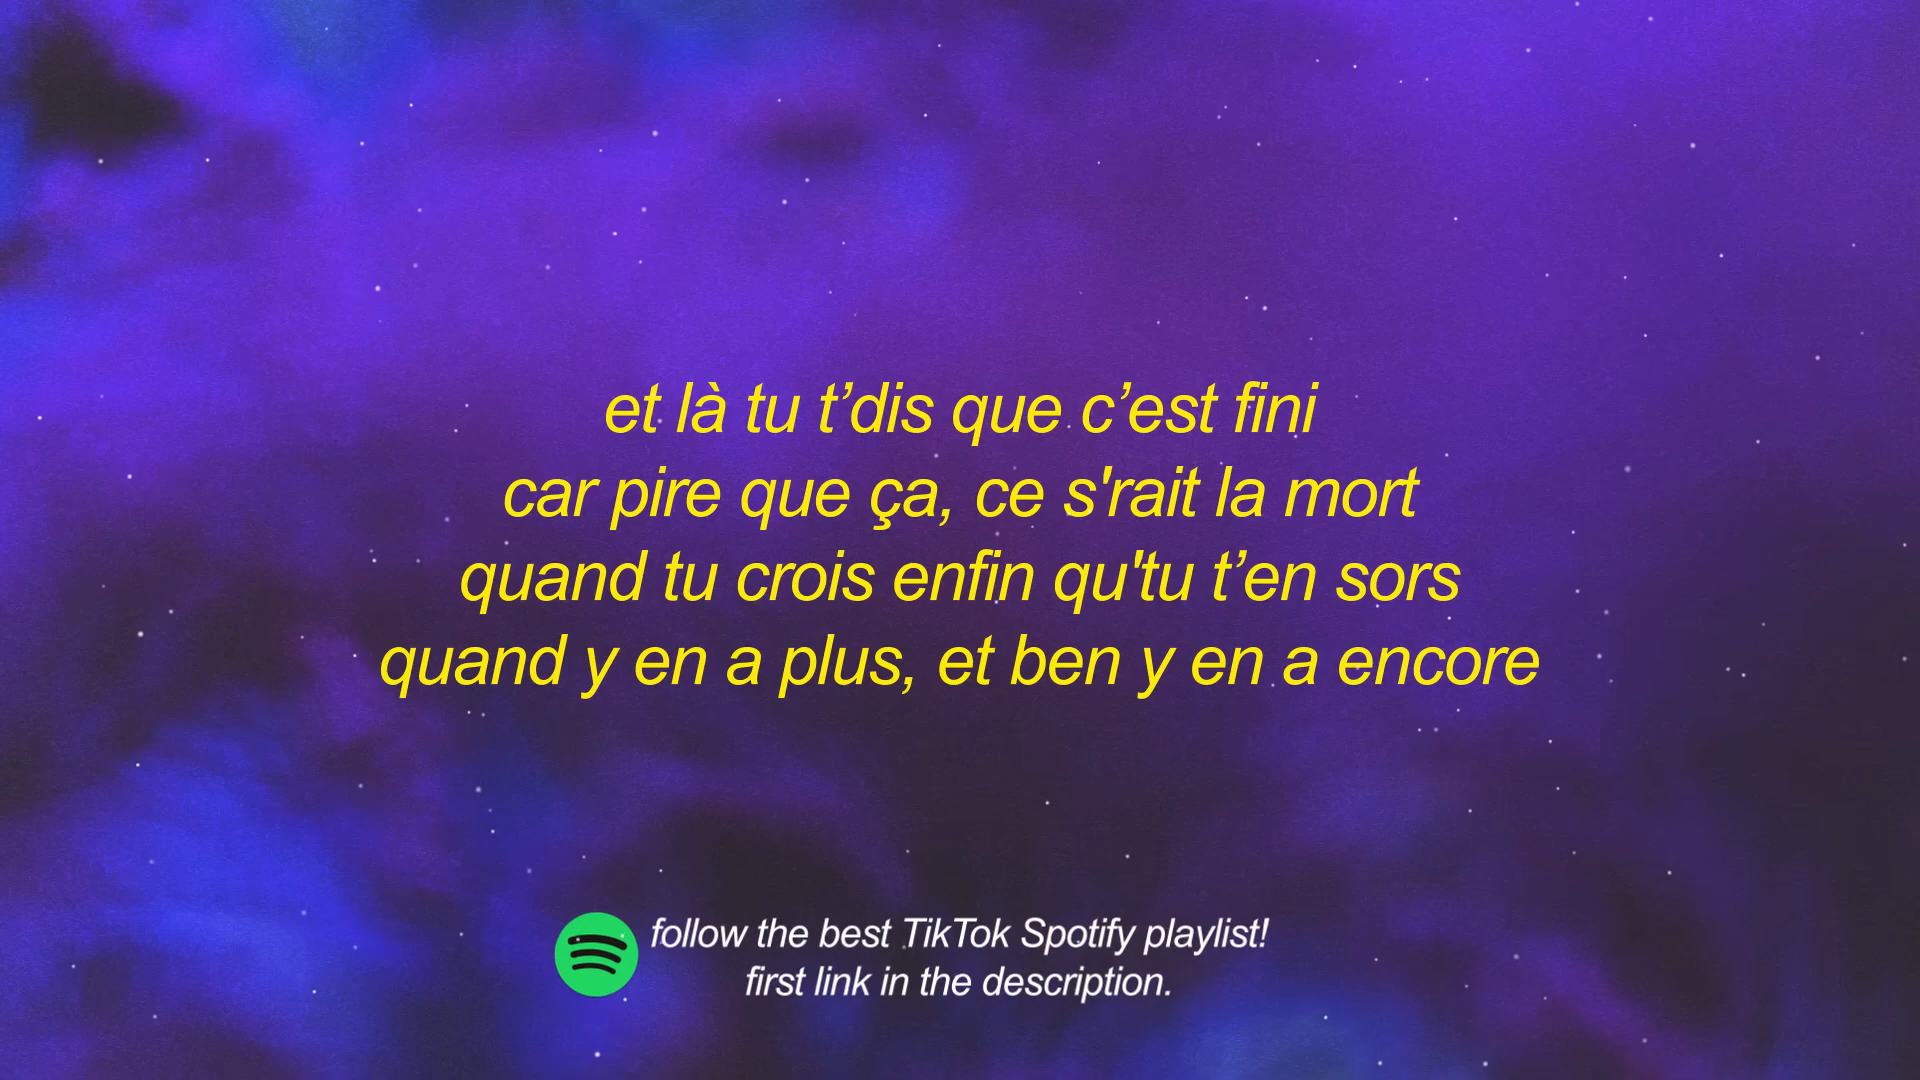 et là tu t’dis que c’est fini
car pire que ça, ce s'rait la mort
quand tu crois enfin qu'tu t’en sors
quand y en a plus, et ben y en a encore
follow the best TikTok Spotify playlist!
first link in the description.